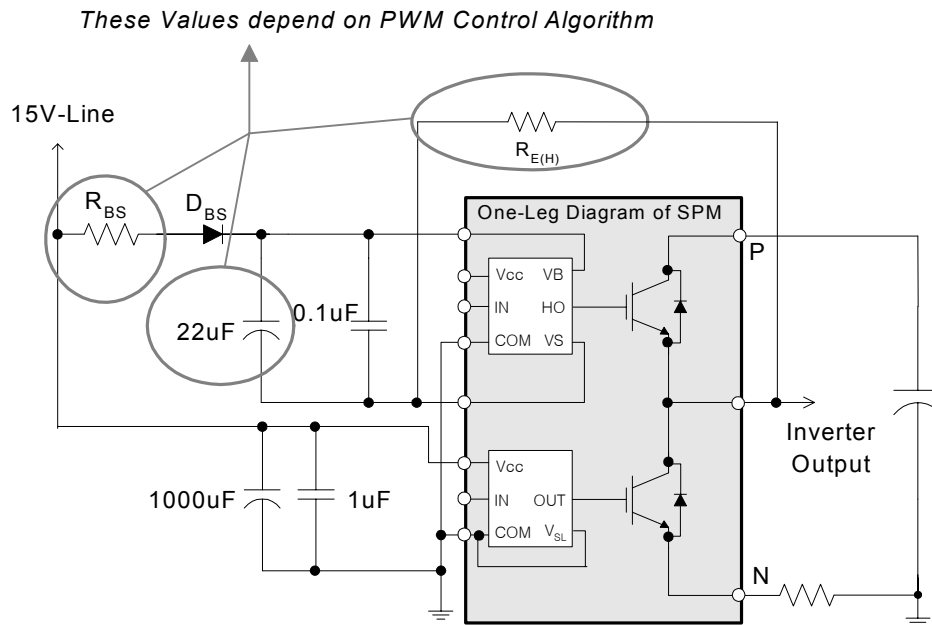 These Values depend on PWM Control Algorithm
15V-Line
R_E(H)
R_BS
D_BS
One-Leg Diagram of SPM
P
Vcc VB
IN HO
COM VS
22uF
0.1uF
Inverter
Output
Vcc
IN OUT
COM V_SL
1000uF
1uF
N